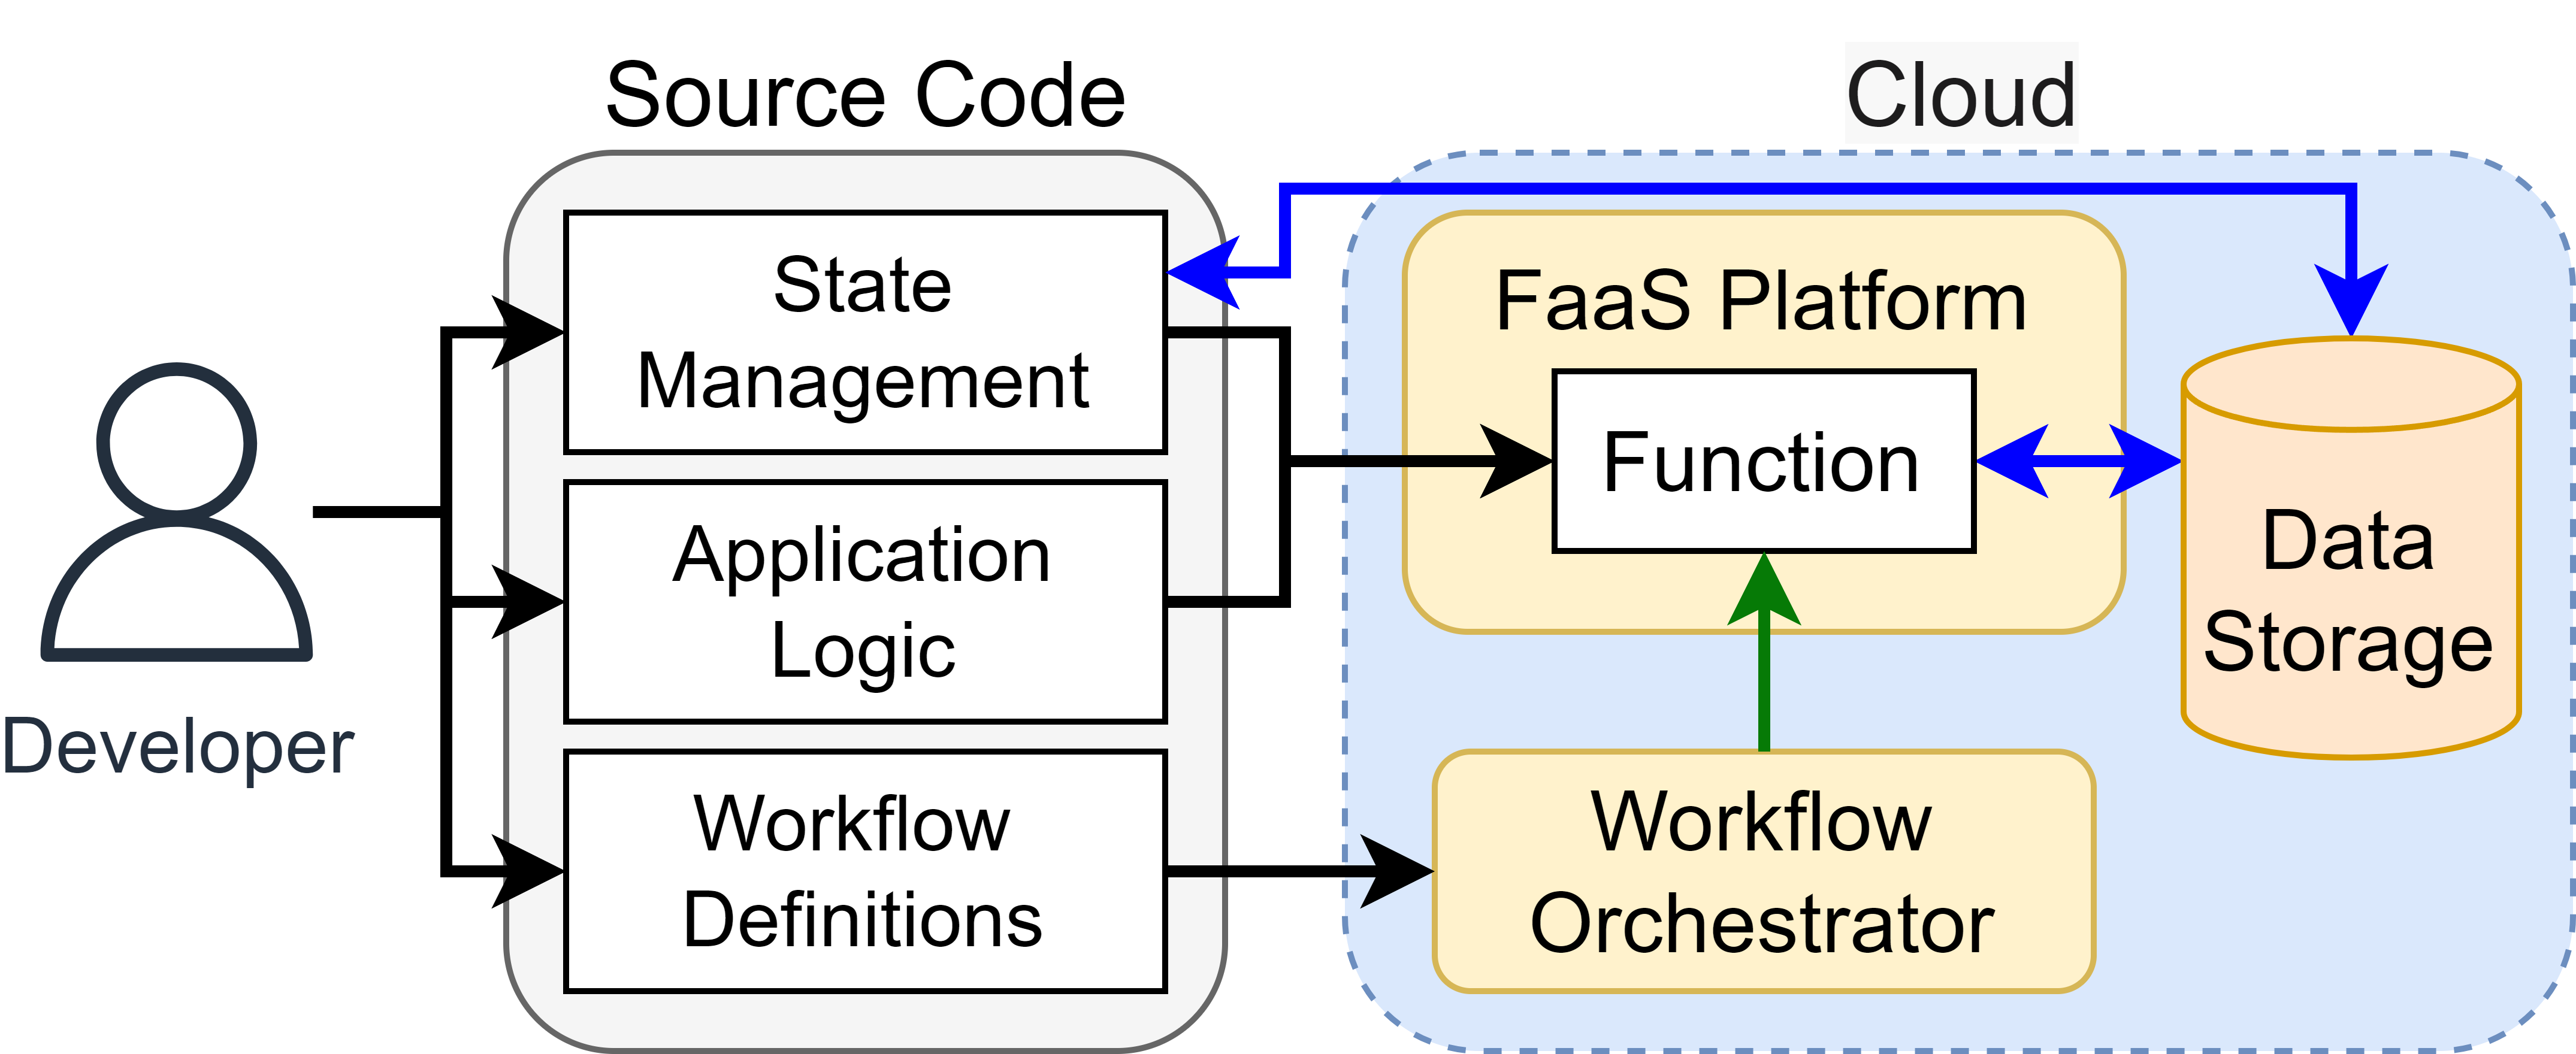 Source Code
Cloud
Developer
State
Management
Application
Logic
Workflow
Definitions
FaaS Platform
Function
Workflow
Orchestrator
Data
Storage